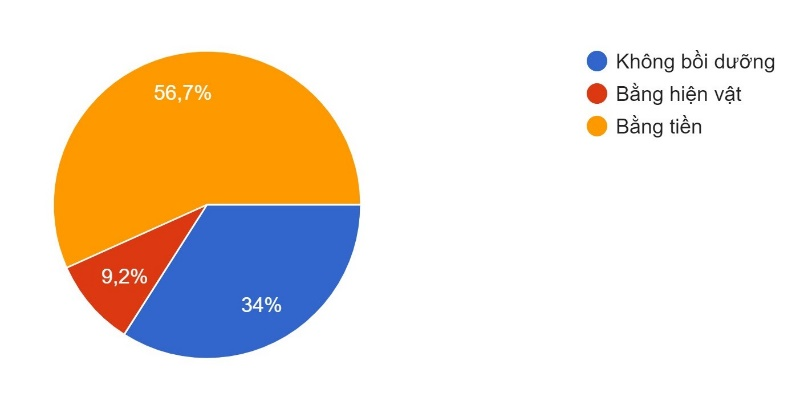 56,7%
9,2%
34%
Không bồi dưỡng
Bằng hiện vật
Bằng tiền